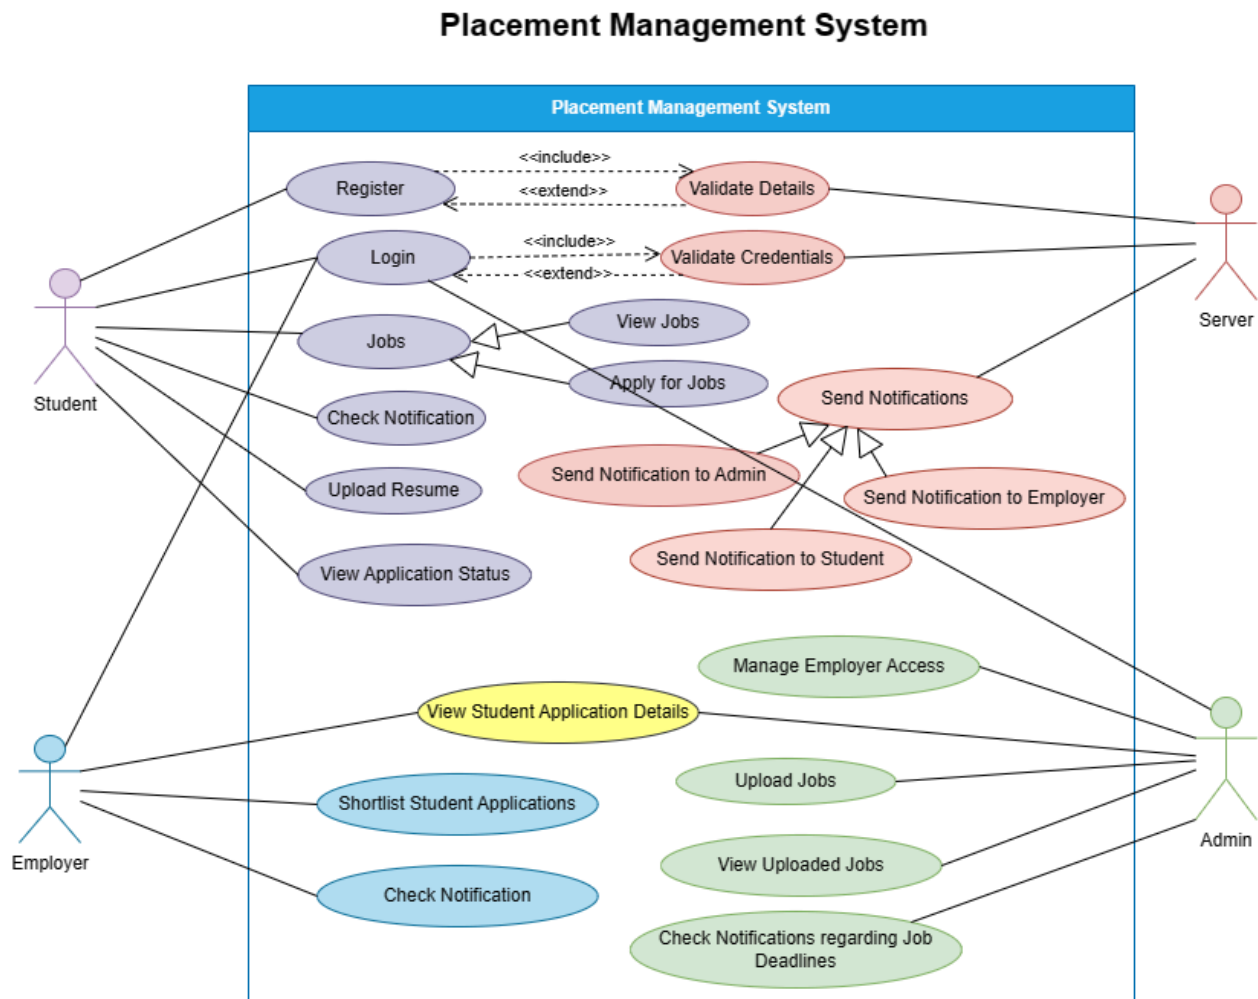 Placement Management System
Placement Management System
<<include>>
Register
<<extend>>
Validate Details
<<include>>
Login
Validate Credentials
<<extend>>
Server
View Jobs
Jobs
Apply for Jobs
Student
Send Notifications
Check Notification
Send Notification to Admin
Upload Resume
Send Notification to Employer
Send Notification to Student
View Application Status
Manage Employer Access
View Student Application Details
Upload Jobs
Shortlist Student Applications
Admin
Employer
View Uploaded Jobs
Check Notification
Check Notifications regarding Job
Deadlines